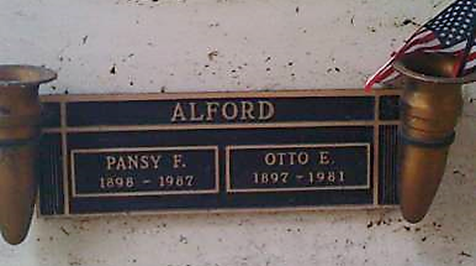 ALFORD
PANSY F.
1898 - 1987
OTTO E.
1897 - 1981